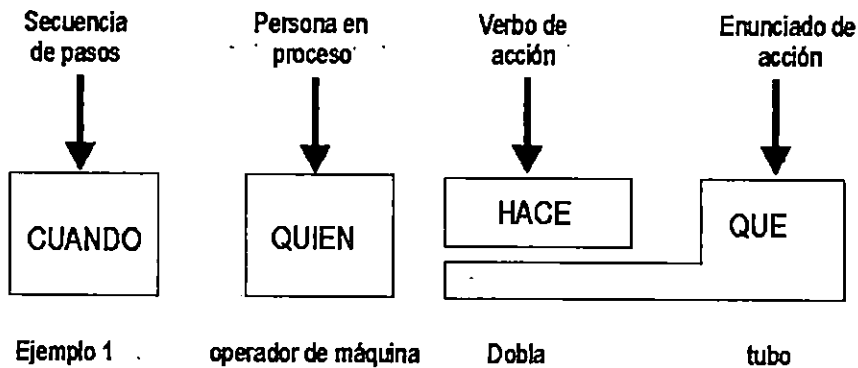 Secuencia de pasos
Persona en proceso
Verbo de acción
Enunciado de acción
CUANDO
QUIEN
HACE
QUE
Ejemplo 1
operador de máquina
Dobla
tubo